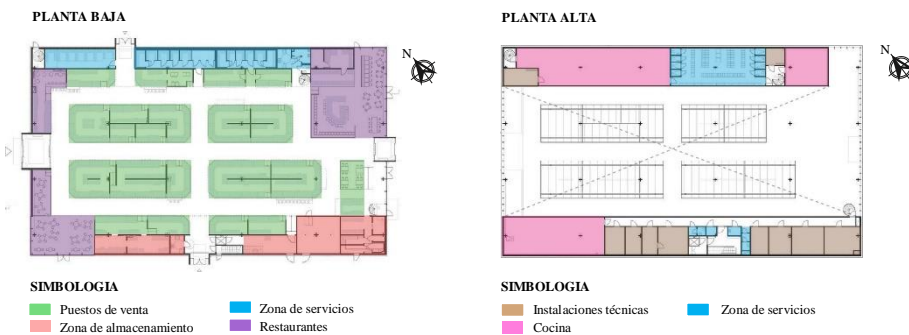 PLANTA BAJA
N
G
SIMBOLOGIA
Puestos de venta
Zona de servicios
Zona de almacenamiento
Restaurantes
PLANTA ALTA
N
SIMBOLOGIA
Instalaciones técnicas
Zona de servicios
Cocina